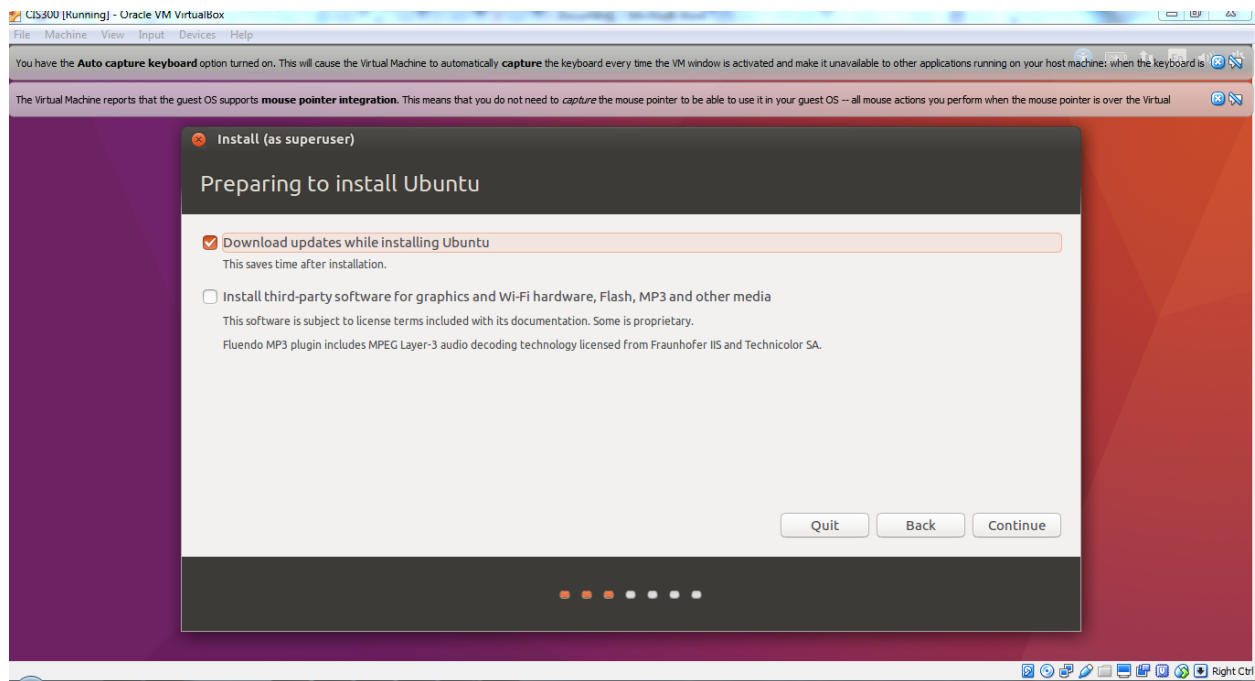 CIS300 [Running] - Oracle VM VirtualBox
File Machine View Input Devices Help
You have the Auto capture keyboard option turned on. This will cause the Virtual Machine to automatically capture the keyboard every time the VM window is activated and make it unavailable to other applications running on your host machine: when the keyboard is
The Virtual Machine reports that the guest OS supports mouse pointer integration. This means that you do not need to capture the mouse pointer to be able to use it in your guest OS -- all mouse actions you perform when the mouse pointer is over the Virtual
Install (as superuser)
Preparing to install Ubuntu
Download updates while installing Ubuntu
This saves time after installation.
Install third-party software for graphics and Wi-Fi hardware, Flash, MP3 and other media
This software is subject to license terms included with its documentation. Some is proprietary.
Fluendo MP3 plugin includes MPEG Layer-3 audio decoding technology licensed from Fraunhofer IIS and Technicolor SA.
Quit Back Continue
Right Ctrl